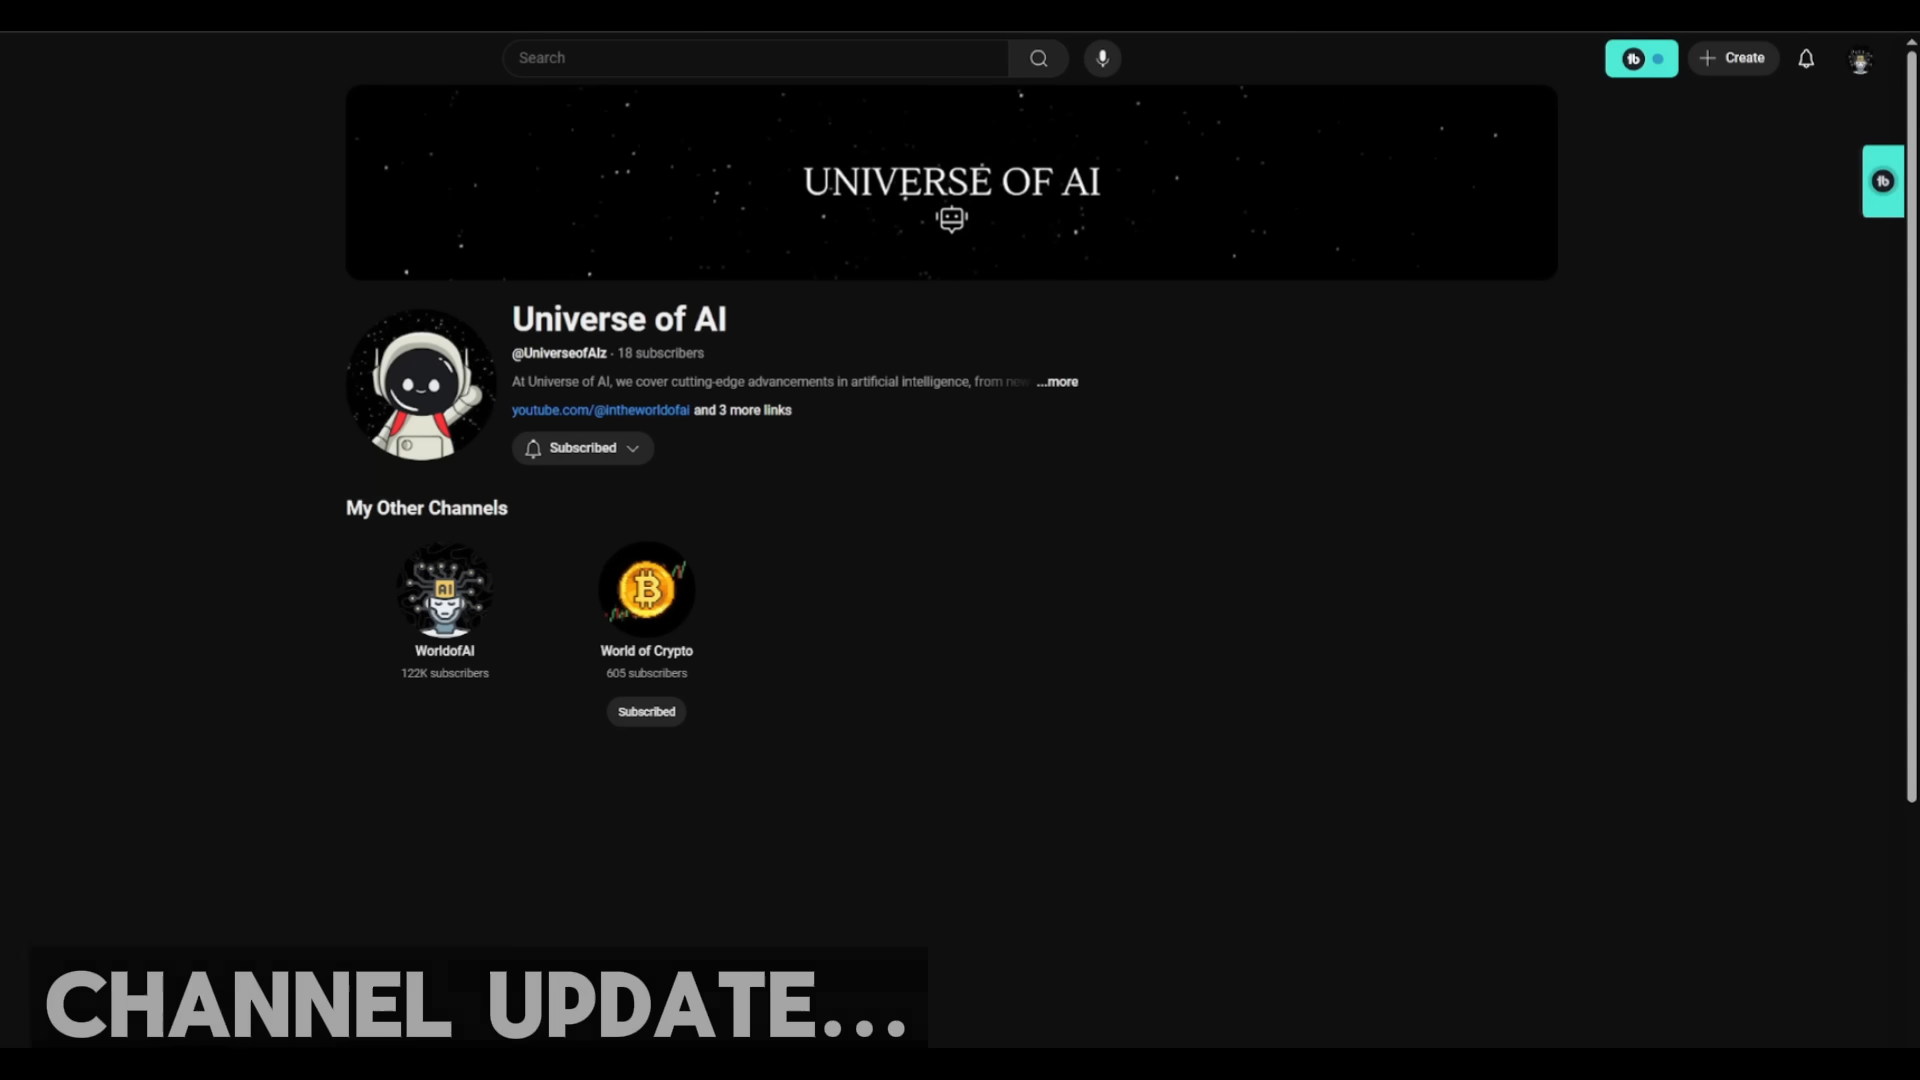 Search
Create
UNIVERSE OF AI
Universe of AI
@UniverseofAIz · 18 subscribers
At Universe of AI, we cover cutting-edge advancements in artificial intelligence, from new ...more
youtube.com/@intheworldofai and 3 more links
Subscribed
My Other Channels
AI
WorldofAI
122K subscribers
World of Crypto
605 subscribers
Subscribed
CHANNEL UPDATE...